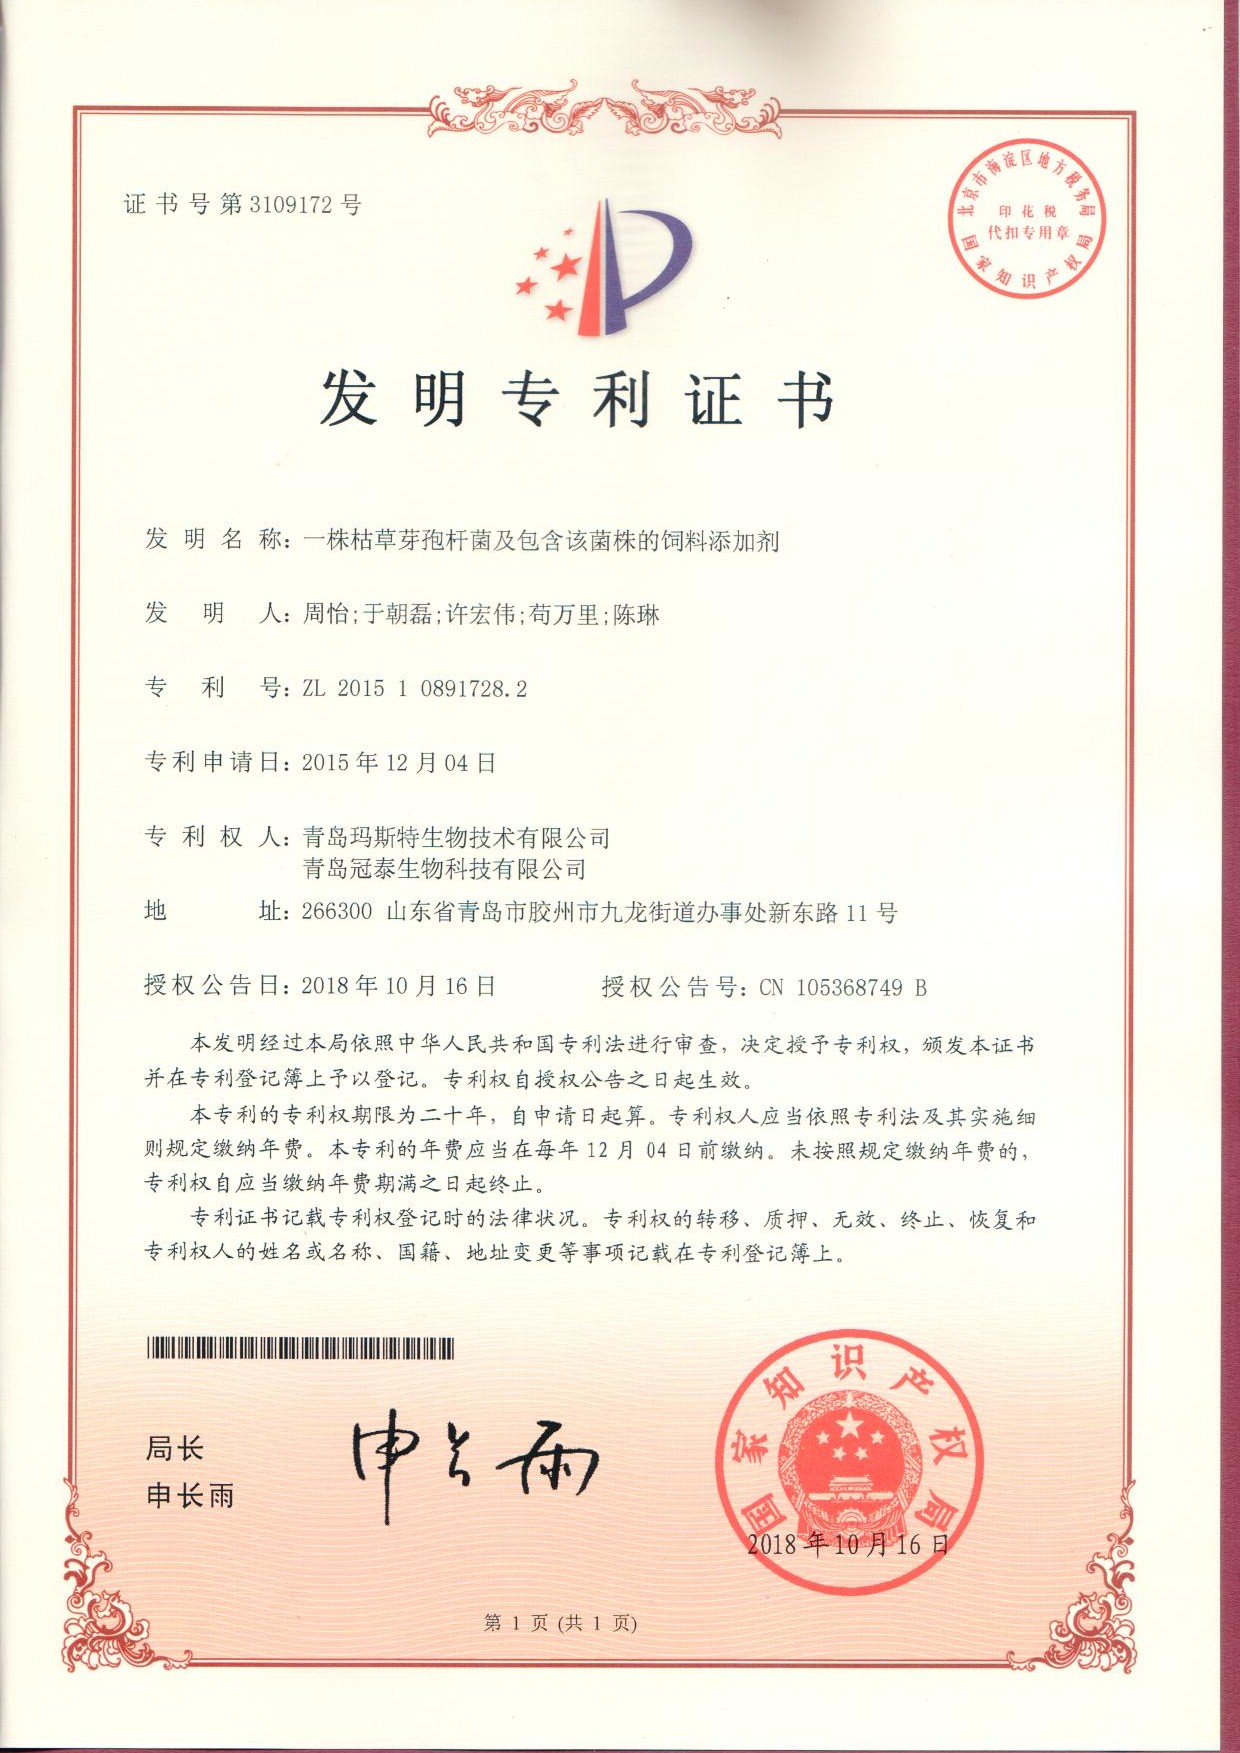 证书号第3109172号
北京市海淀区地方税务局
印花税
代扣专用章
国家知识产权局
发明专利证书
发明名称：一株枯草芽孢杆菌及包含该菌株的饲料添加剂
发明人：周怡;于朝磊;许宏伟;苟万里;陈琳
专利号：ZL 2015 1 0891728.2
专利申请日：2015年12月04日
专利权人：青岛玛斯特生物技术有限公司
青岛冠泰生物科技有限公司
地址：266300 山东省青岛市胶州市九龙街道办事处新东路11号
授权公告日：2018年10月16日 授权公告号：CN 105368749 B
本发明经过本局依照中华人民共和国专利法进行审查，决定授予专利权，颁发本证书
并在专利登记簿上予以登记。专利权自授权公告之日起生效。
本专利的专利权期限为二十年，自申请日起算。专利权人应当依照专利法及其实施细
则规定缴纳年费。本专利的年费应当在每年12月04日前缴纳。未按照规定缴纳年费的，
专利权自应当缴纳年费期满之日起终止。
专利证书记载专利权登记时的法律状况。专利权的转移、质押、无效、终止、恢复和
专利权人的姓名或名称、国籍、地址变更等事项记载在专利登记簿上。
局长
申长雨
申长雨
国家知识产权局
2018年10月16日
第 1 页 (共 1 页)